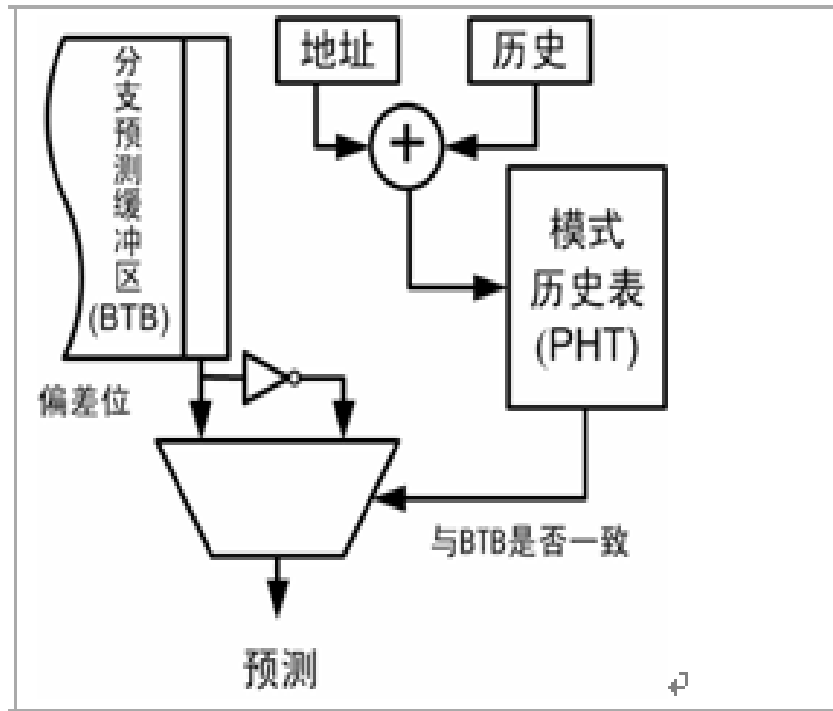 地址
历史
分支预测缓冲区
(BTB)
+
模式
历史表
(PHT)
偏差位
与BTB是否一致
预测